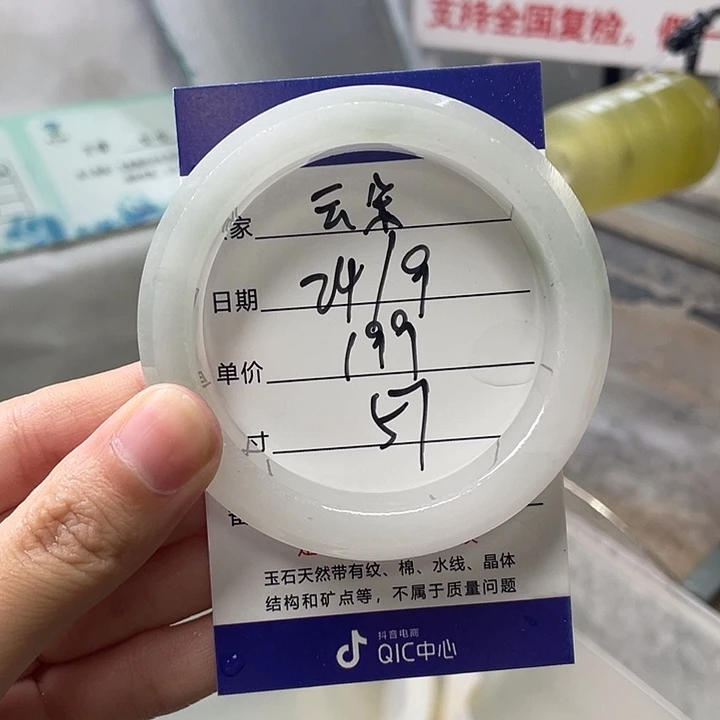 支持全国复检,
家 云宋
日期 24/9
单价 199
寸 57
玉石天然带有纹、棉、水线、晶体
结构和矿点等，不属于质量问题
抖音电商
QIC中心